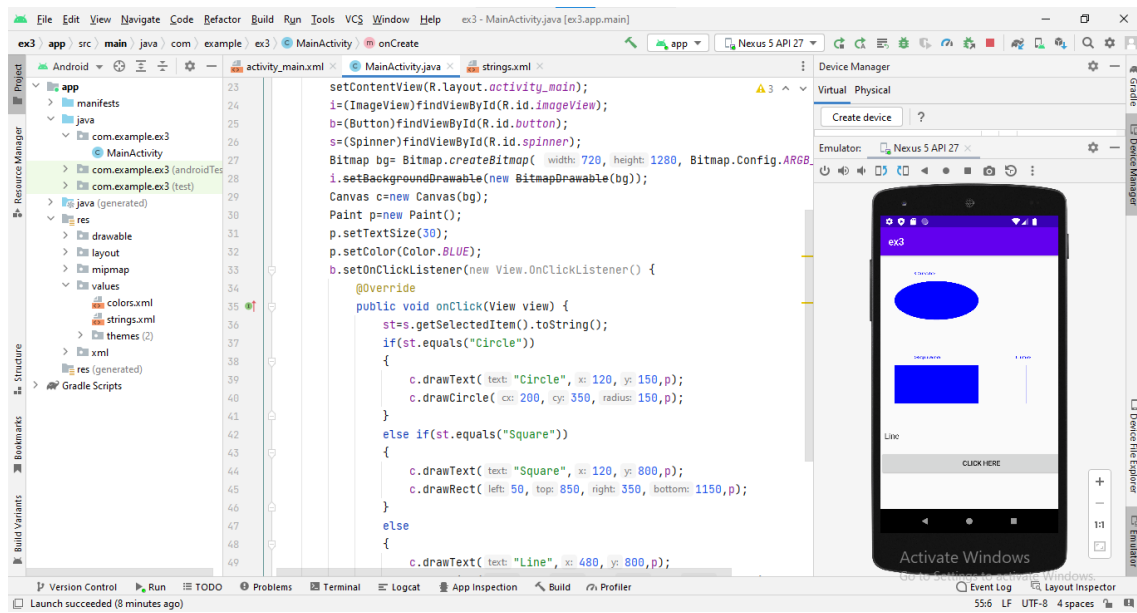 File Edit View Navigate Code Refactor Build Run Tools VCS Window Help ex3 - MainActivity.java [ex3.app.main]
ex3 app src main java com example ex3 MainActivity onCreate app Nexus 5 API 27
Android
activity_main.xml MainActivity.java strings.xml
Device Manager
Project
Resource Manager
Structure
Bookmarks
Build Variants
app
manifests
java
com.example.ex3
MainActivity
com.example.ex3 (androidTes
com.example.ex3 (test)
java (generated)
res
drawable
layout
mipmap
values
colors.xml
strings.xml
themes (2)
xml
res (generated)
Gradle Scripts
3
23 setContentView(R.layout.activity_main);
24 i=(ImageView)findViewById(R.id.imageView);
25 b=(Button)findViewById(R.id.button);
26 s=(Spinner)findViewById(R.id.spinner);
27 Bitmap bg= Bitmap.createBitmap( width: 720, height: 1280, Bitmap.Config.ARGB_
28 i.setBackgroundDrawable(new BitmapDrawable(bg));
29 Canvas c=new Canvas(bg);
30 Paint p=new Paint();
31 p.setTextSize(30);
32 p.setColor(Color.BLUE);
33 b.setOnClickListener(new View.OnClickListener() {
34 @Override
35 public void onClick(View view) {
36 st=s.getSelectedItem().toString();
37 if(st.equals("Circle"))
38 {
39 c.drawText( text: "Circle", x: 120, y: 150,p);
40 c.drawCircle( cx: 200, cy: 350, radius: 150,p);
41 }
42 else if(st.equals("Square"))
43 {
44 c.drawText( text: "Square", x: 120, y: 800,p);
45 c.drawRect( left: 50, top: 850, right: 350, bottom: 1150,p);
46 }
47 else
48 {
49 c.drawText( text: "Line", x: 480, y: 800,p);
Virtual Physical
Create device ?
Emulator: Nexus 5 API 27
ex3
Circle
Square Line
Line
CLICK HERE
1:1
Activate Windows
Go to Settings to activate Windows.
Gradle
Device Manager
Device File Explorer
Emulator
Version Control Run TODO Problems Terminal Logcat App Inspection Build Profiler Event Log Layout Inspector
Launch succeeded (8 minutes ago) 55:6 LF UTF-8 4 spaces